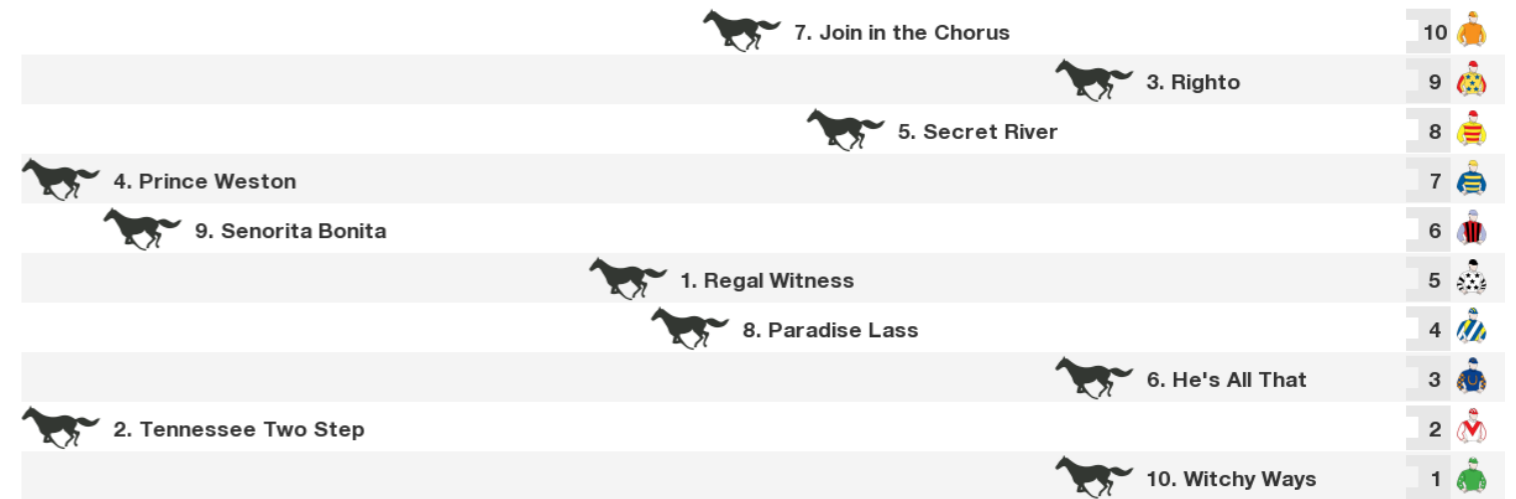 7. Join in the Chorus 10
3. Righto 9
5. Secret River 8
4. Prince Weston 7
9. Senorita Bonita 6
1. Regal Witness 5
8. Paradise Lass 4
6. He's All That 3
2. Tennessee Two Step 2
10. Witchy Ways 1